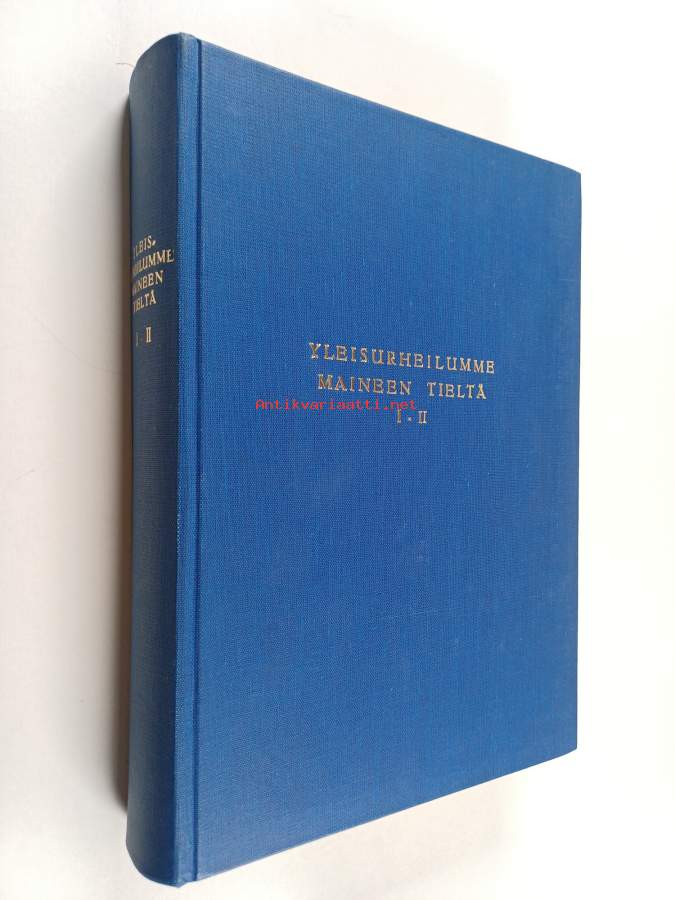 YLEIS-
URHEILUMME
MAINEEN
TIELTÄ
I - II
YLEISURHEILUMME
MAINEEN TIELTÄ
Antikvariaatti.net
I - II